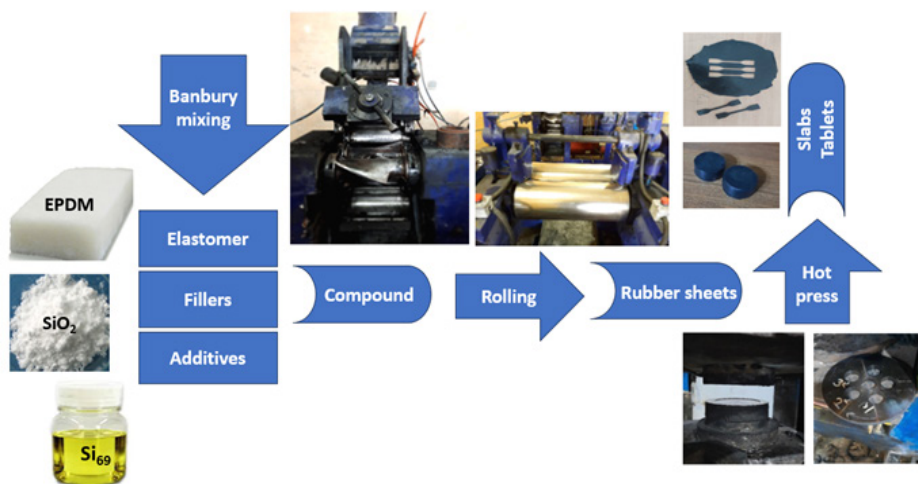 Banbury
mixing
EPDM
Elastomer
SiO₂
Fillers
Additives
Si₆₉
Compound
Rolling
Rubber sheets
Hot
press
Slabs
Tablets